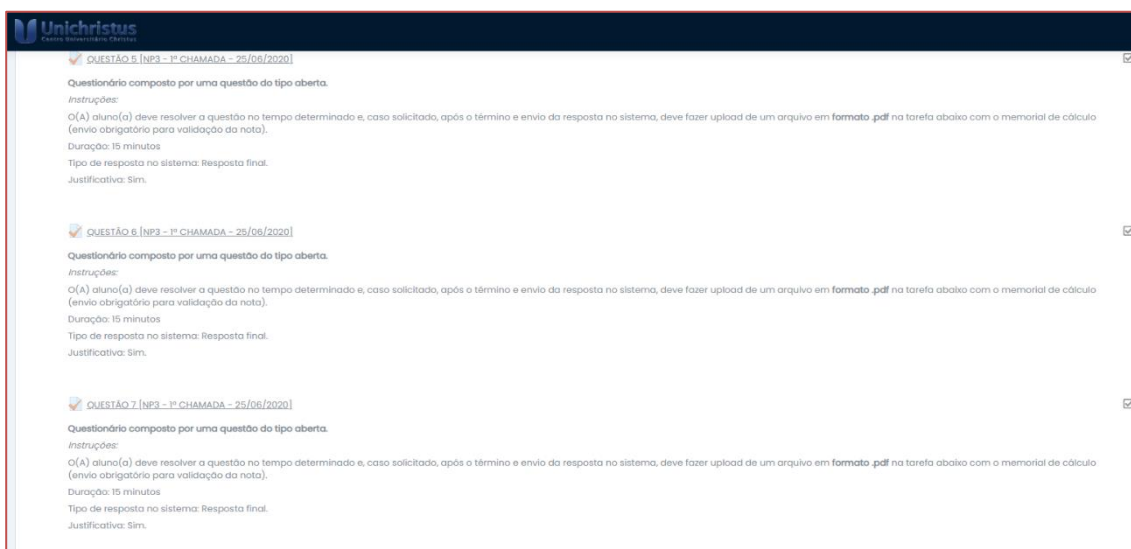 Unichristus
Centro Universitário Christus
QUESTÃO 5 [NP3 - 1ª CHAMADA - 25/06/2020]
Questionário composto por uma questão do tipo aberta.
Instruções:
O(A) aluno(a) deve resolver a questão no tempo determinado e, caso solicitado, após o término e envio da resposta no sistema, deve fazer upload de um arquivo em formato .pdf na tarefa abaixo com o memorial de cálculo
(envio obrigatório para validação da nota).
Duração: 15 minutos
Tipo de resposta no sistema: Resposta final.
Justificativa: Sim.
QUESTÃO 6 [NP3 - 1ª CHAMADA - 25/06/2020]
Questionário composto por uma questão do tipo aberta.
Instruções:
O(A) aluno(a) deve resolver a questão no tempo determinado e, caso solicitado, após o término e envio da resposta no sistema, deve fazer upload de um arquivo em formato .pdf na tarefa abaixo com o memorial de cálculo
(envio obrigatório para validação da nota).
Duração: 15 minutos
Tipo de resposta no sistema: Resposta final.
Justificativa: Sim.
QUESTÃO 7 [NP3 - 1ª CHAMADA - 25/06/2020]
Questionário composto por uma questão do tipo aberta.
Instruções:
O(A) aluno(a) deve resolver a questão no tempo determinado e, caso solicitado, após o término e envio da resposta no sistema, deve fazer upload de um arquivo em formato .pdf na tarefa abaixo com o memorial de cálculo
(envio obrigatório para validação da nota).
Duração: 15 minutos
Tipo de resposta no sistema: Resposta final.
Justificativa: Sim.